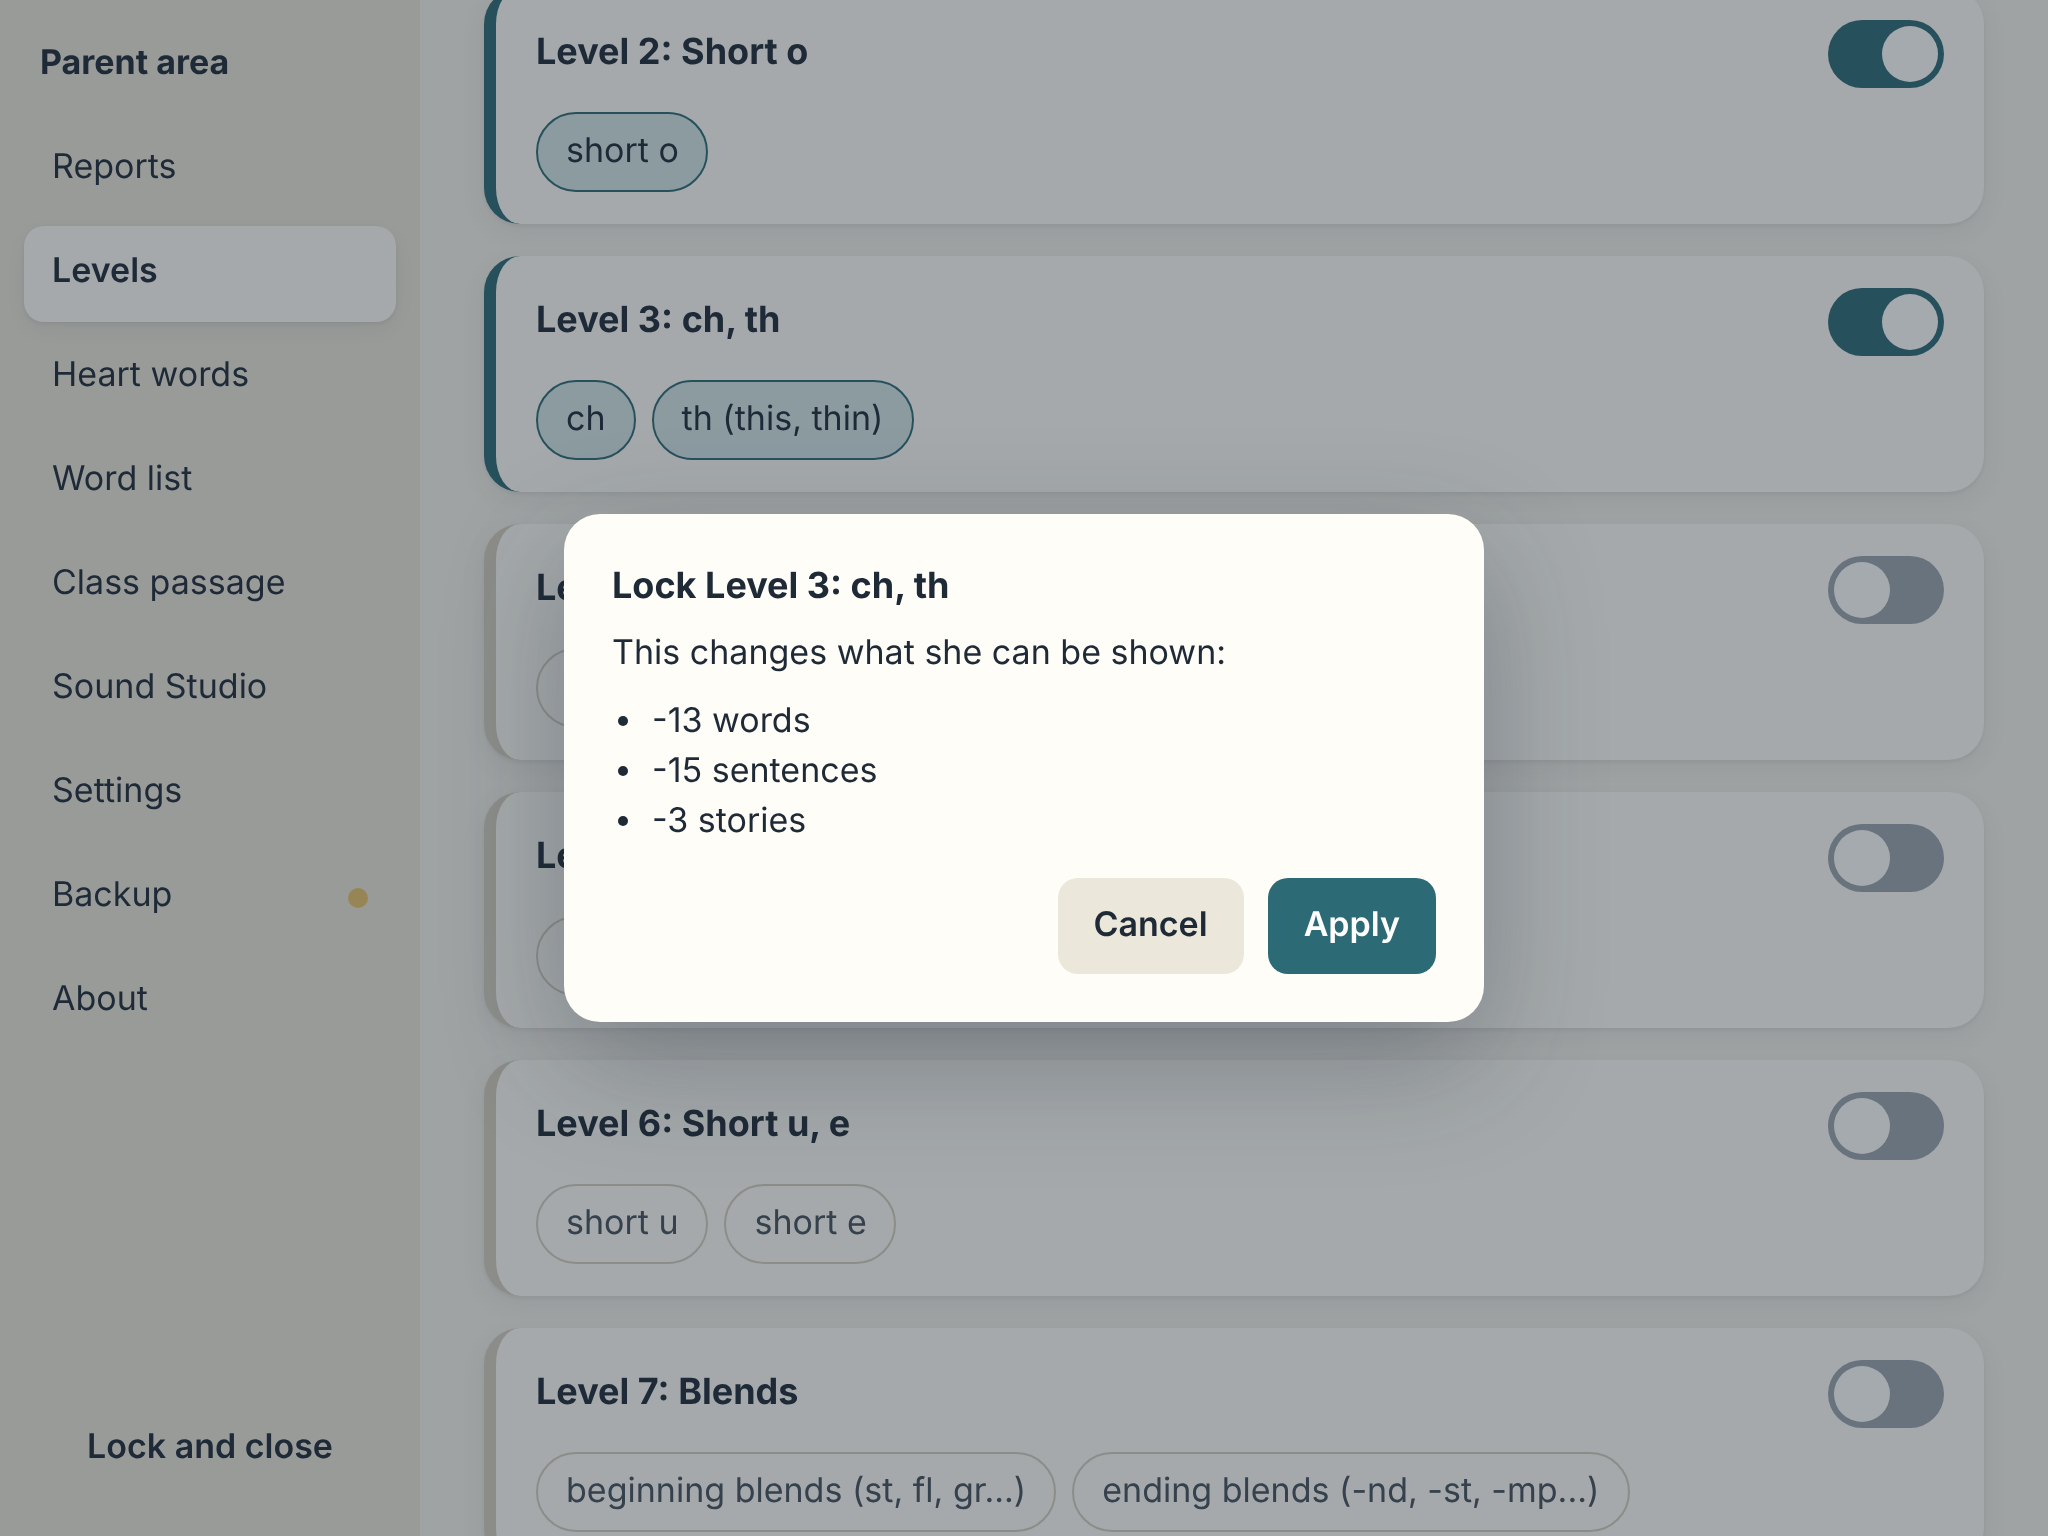 Parent area
Reports
Levels
Heart words
Word list
Class passage
Sound Studio
Settings
Backup
About
Lock and close
Level 2: Short o
short o
Level 3: ch, th
ch
th (this, thin)
Le
Le
Lock Level 3: ch, th
This changes what she can be shown:
• -13 words
• -15 sentences
• -3 stories
Cancel
Apply
Level 6: Short u, e
short u
short e
Level 7: Blends
beginning blends (st, fl, gr...)
ending blends (-nd, -st, -mp...)